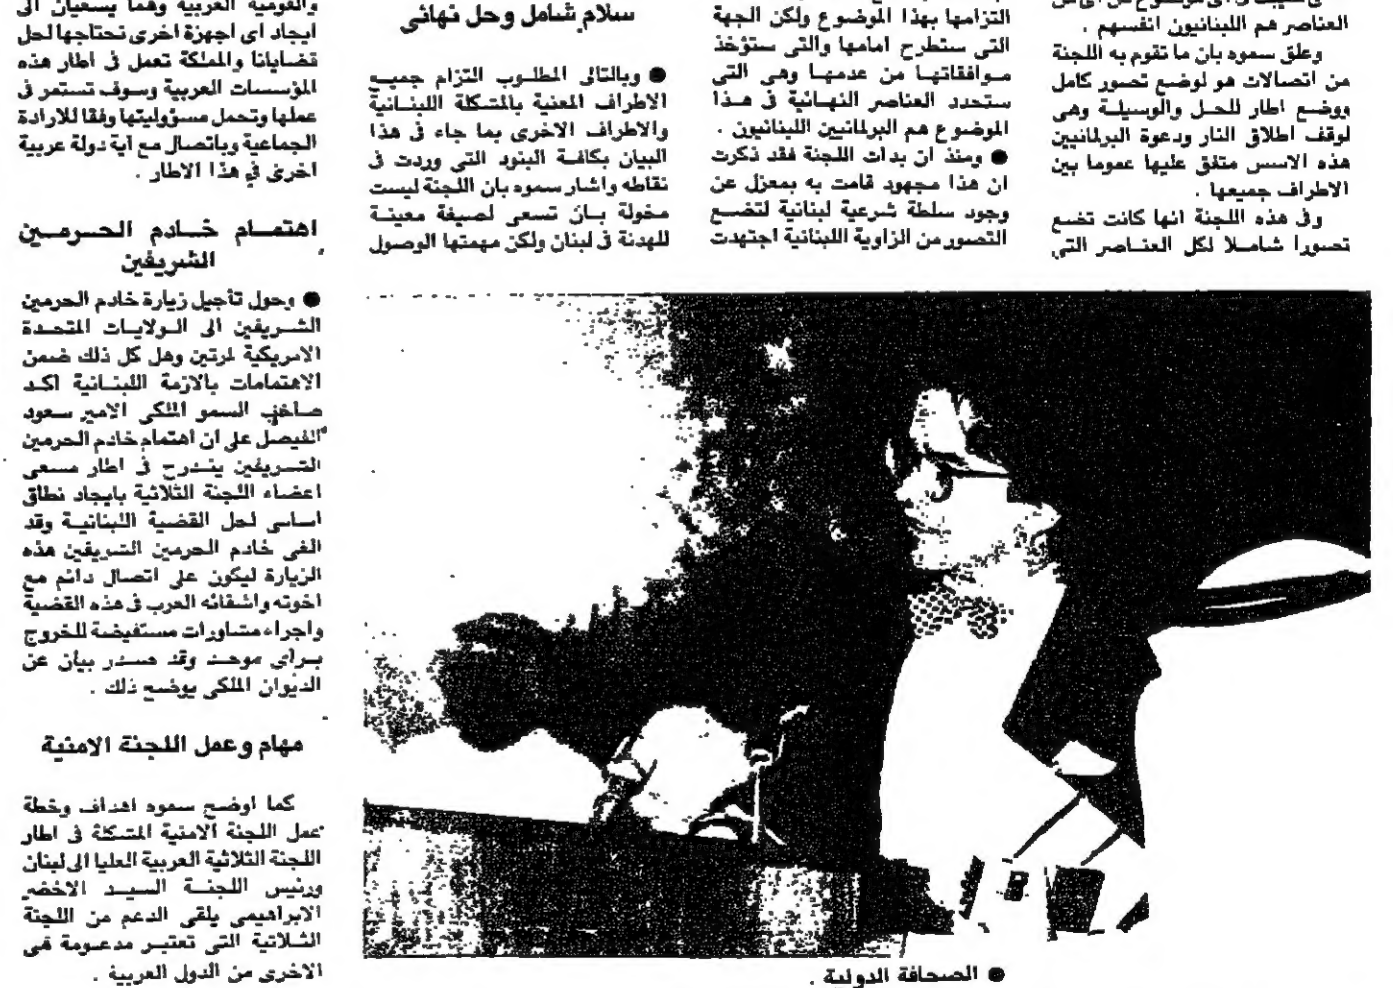 العناصر هم اللبنانيون انفسهم .
وعلق سموه بان ما تقوم به اللجنة
من اتصالات هو لوضع تصور كامل
ووضع اطار للحل والوسيلة وهى
لوقف اطلاق النار ودعوة البرلمانيين
هذه الاسس متفق عليها عموما بين
الاطراف جميعها .
وفى هذه اللجنة انها كانت تضع
تصورا شاملا لكل العناصر التى
التزامها بهذا الموضوع ولكن الجهة
التى ستطرح امامها والتى ستؤخذ
موافقاتها من عدمها وهى التى
ستحدد العناصر النهائية فى هذا
الموضوع هم البرلمانيين اللبنانيون .
● ومنذ ان بدات اللجنة فقد ذكرت
ان هذا مجهود قامت به بمعزل عن
وجود سلطة شرعية لبنانية لتضع
التصور من الزاوية اللبنانية اجتهدت
سلام شامل وحل نهائى
● وبالتالى المطلوب التزام جميع
الاطراف المعنية بالمشكلة اللبنانية
والاطراف الاخرى بما جاء فى هذا
البيان بكافة البنود التى وردت فى
نقاطه واشار سموه بان اللجنة ليست
مخولة بان تسعى لصيغة معينة
للهدنة فى لبنان ولكن مهمتها الوصول
والقومية العربية وهما يسعيان الى
ايجاد اى اجهزة اخرى نحتاجها لحل
قضايانا والمملكة تعمل فى اطار هذه
المؤسسات العربية وسوف تستمر فى
عملها وتحمل مسؤوليتها وفقا للارادة
الجماعية وباتصال مع اية دولة عربية
اخرى فى هذا الاطار .
اهتمام خادم الحرمين
الشريفين
● وحول تأجيل زيارة خادم الحرمين
الشريفين الى الولايات المتحدة
الامريكية لمرتين وهل كل ذلك ضمن
الاهتمامات بالازمة اللبنانية اكد
صاحب السمو الملكى الامير سعود
الفيصل على ان اهتمام خادم الحرمين
الشريفين يندرج فى اطار مسعى
اعضاء اللجنة الثلاثية بايجاد نطاق
اساسى لحل القضية اللبنانية وقد
الغى خادم الحرمين الشريفين هذه
الزيارة ليكون على اتصال دائم مع
اخوته واشقائه العرب فى هذه القضية
واجراء مشاورات مستفيضة للخروج
براى موحد وقد صدر بيان عن
الديوان الملكى يوضح ذلك .
مهام وعمل اللجنة الامنية
كما اوضح سموه اهداف وخطة
عمل اللجنة الامنية المشكلة فى اطار
اللجنة الثلاثية العربية العليا الى لبنان
ورئيس اللجنة السيد الاخضر
الابراهيمى يلقى الدعم من اللجنة
الثلاثية التى تعتبر مدعومة هى
الاخرى من الدول العربية .
● الصحافة الدولية .